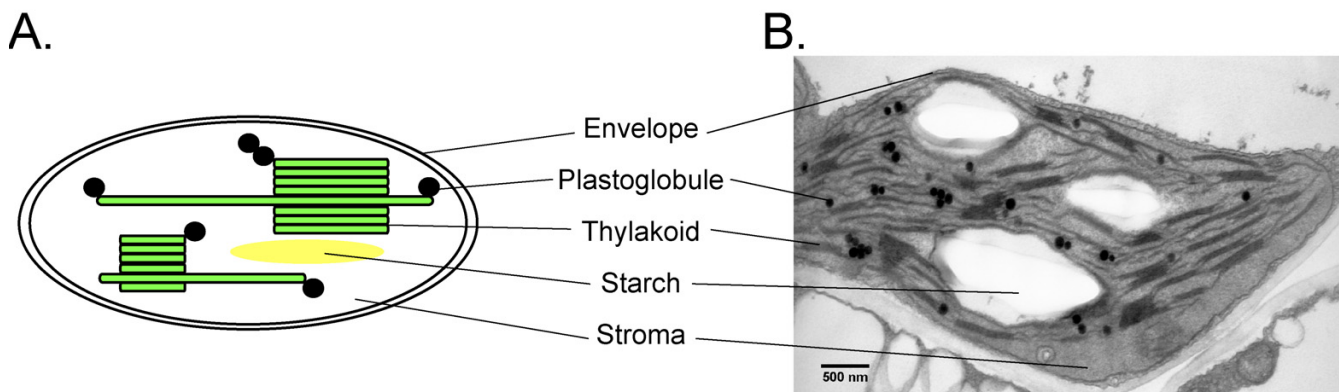 A.
B.
Envelope
Plastoglobule
Thylakoid
Starch
Stroma
500 nm